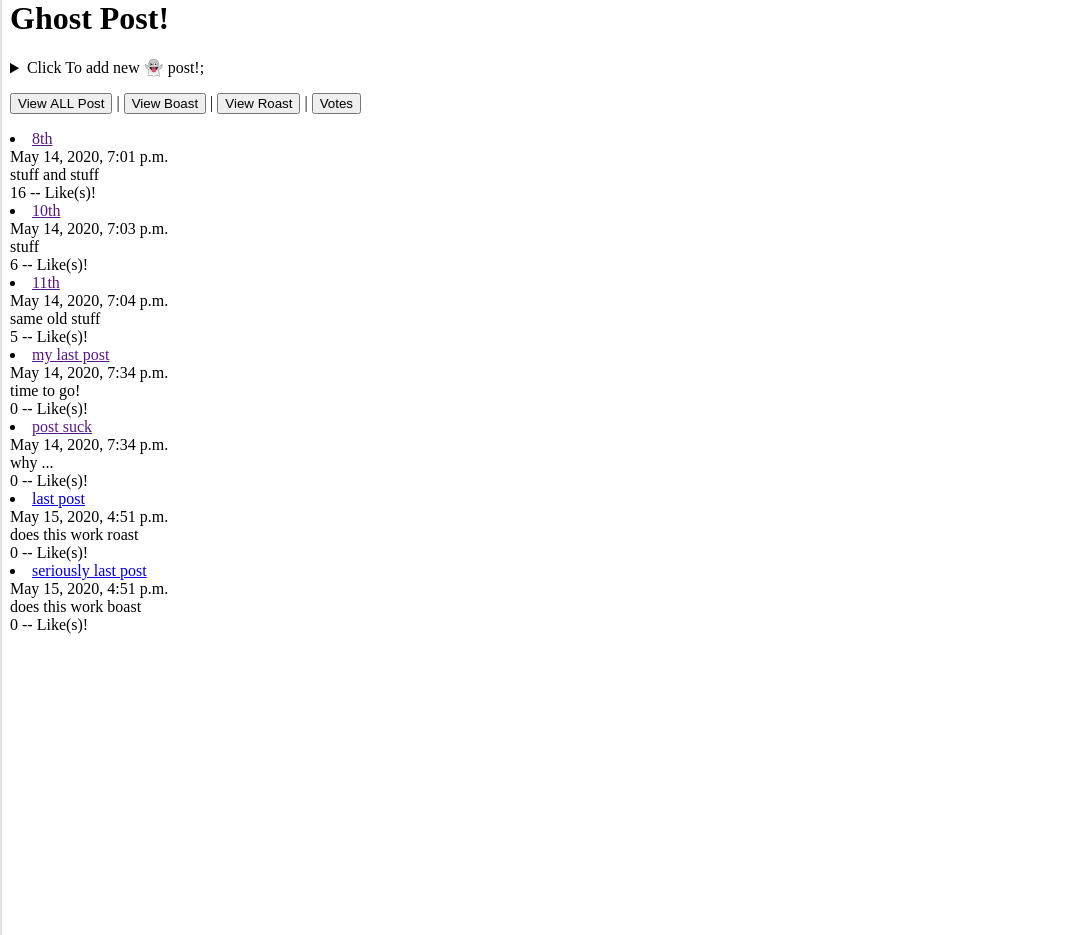 Ghost Post!
Click To add new 👻 post!;
View ALL Post | View Boast | View Roast | Votes
8th
May 14, 2020, 7:01 p.m.
stuff and stuff
16 -- Like(s)!
10th
May 14, 2020, 7:03 p.m.
stuff
6 -- Like(s)!
11th
May 14, 2020, 7:04 p.m.
same old stuff
5 -- Like(s)!
my last post
May 14, 2020, 7:34 p.m.
time to go!
0 -- Like(s)!
post suck
May 14, 2020, 7:34 p.m.
why ...
0 -- Like(s)!
last post
May 15, 2020, 4:51 p.m.
does this work roast
0 -- Like(s)!
seriously last post
May 15, 2020, 4:51 p.m.
does this work boast
0 -- Like(s)!